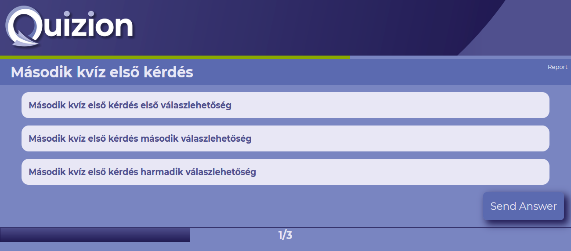 Quizion
Második kvíz első kérdés
Report
Második kvíz első kérdés első válaszlehetőség
Második kvíz első kérdés második válaszlehetőség
Második kvíz első kérdés harmadik válaszlehetőség
Send Answer
1/3